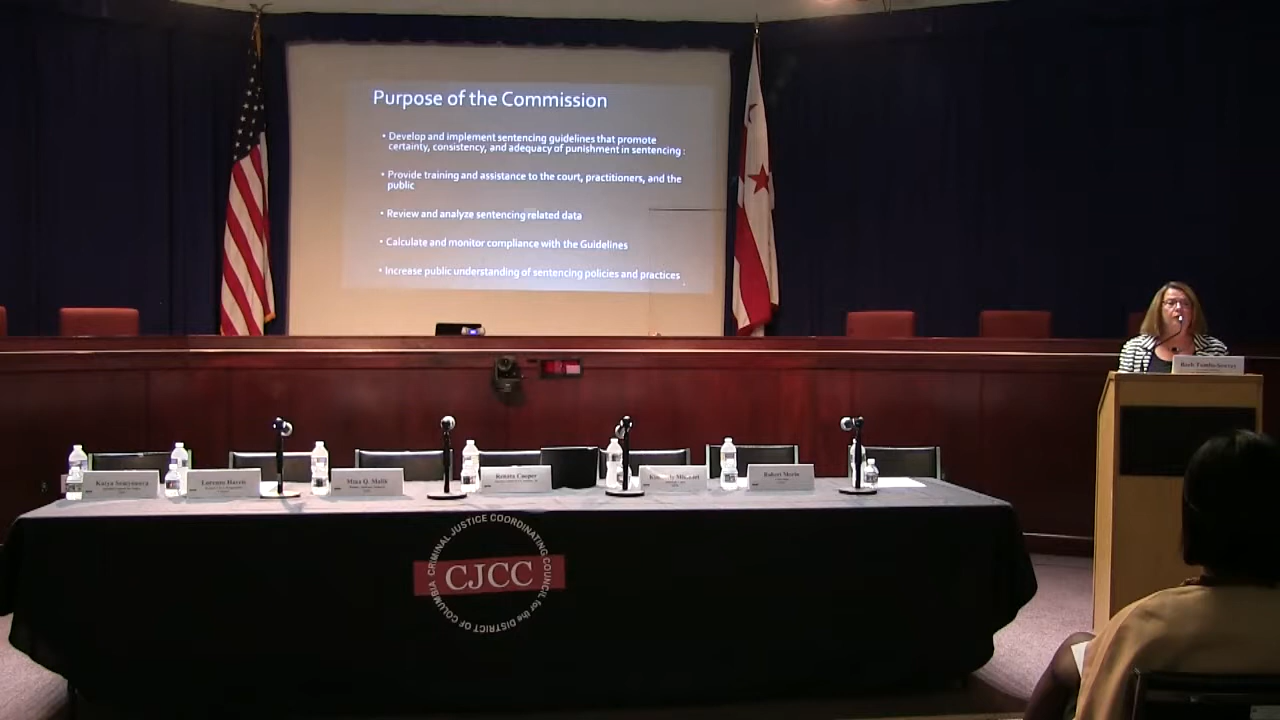 Purpose of the Commission
• Develop and implement sentencing guidelines that promote
certainty, consistency, and adequacy of punishment in sentencing :
• Provide training and assistance to the court, practitioners, and the
public
• Review and analyze sentencing related data
• Calculate and monitor compliance with the Guidelines
• Increase public understanding of sentencing policies and practices
Lorenzo Harris
Mina Q. Malik
Renata Cooper
Robert Morin
CRIMINAL JUSTICE COORDINATING COUNCIL for the DISTRICT OF COLUMBIA
CJCC